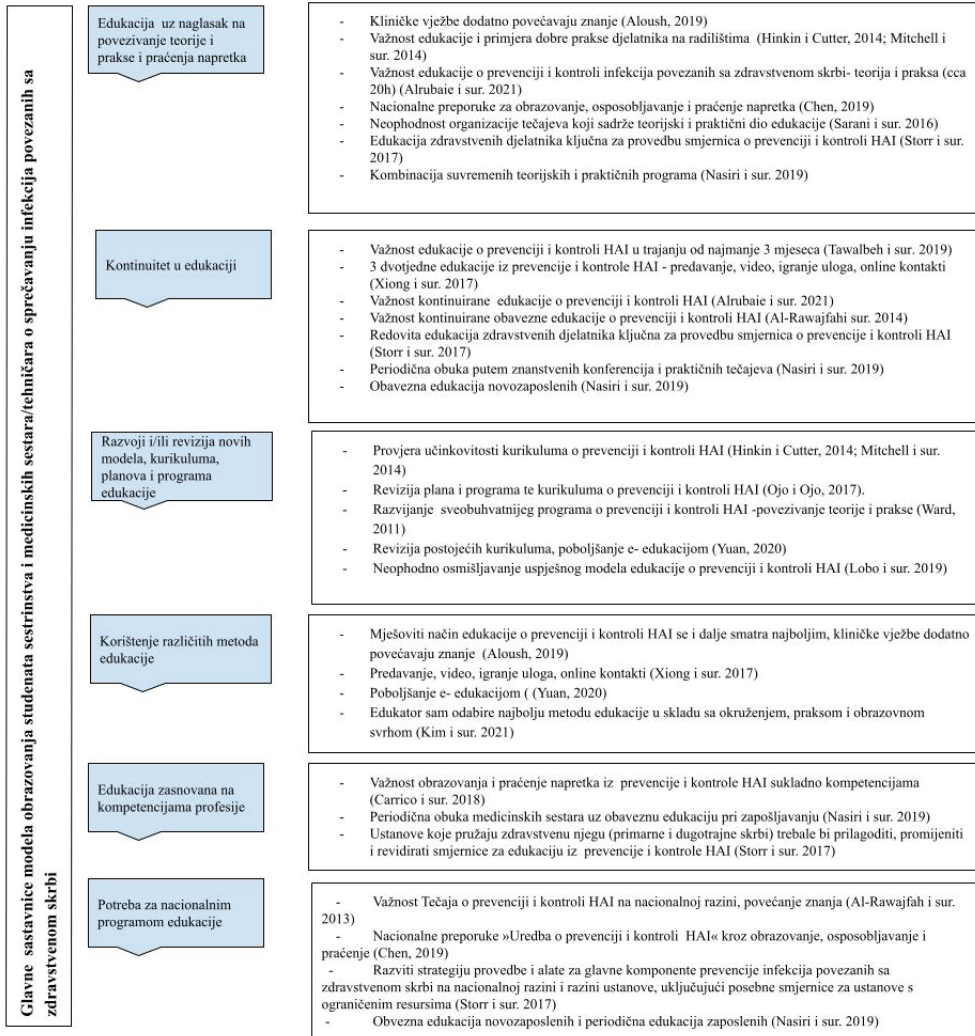 Glavne sastavnice modela obrazovanja studenata sestrinstva i medicinskih sestara/tehničara o sprečavanju infekcija povezanih sa
zdravstvenom skrbi
Edukacija uz naglasak na
povezivanje teorije i
prakse i praćenja napretka
- Kliničke vježbe dodatno povećavaju znanje (Aloush, 2019)
- Važnost edukacije i primjera dobre prakse djelatnika na radilištima (Hinkin i Cutter, 2014; Mitchell i
sur. 2014)
- Važnost edukacije o prevenciji i kontroli infekcija povezanih sa zdravstvenom skrbi- teorija i praksa (cca
20h) (Alrubaie i sur. 2021)
- Nacionalne preporuke za obrazovanje, osposobljavanje i praćenje napretka (Chen, 2019)
- Neophodnost organizacije tečajeva koji sadrže teorijski i praktični dio edukacije (Sarani i sur. 2016)
- Edukacija zdravstvenih djelatnika ključna za provedbu smjernica o prevenciji i kontroli HAI (Storr i sur.
2017)
- Kombinacija suvremenih teorijskih i praktičnih programa (Nasiri i sur. 2019)
Kontinuitet u edukaciji
- Važnost edukacije o prevenciji i kontroli HAI u trajanju od najmanje 3 mjeseca (Tawalbeh i sur. 2019)
- 3 dvotjedne edukacije iz prevencije i kontrole HAI - predavanje, video, igranje uloga, online kontakti
(Xiong i sur. 2017)
- Važnost kontinuirane edukacije o prevenciji i kontroli HAI (Alrubaie i sur. 2021)
- Važnost kontinuirane obavezne edukacije o prevenciji i kontroli HAI (Al-Rawajfahi sur. 2014)
- Redovita edukacija zdravstvenih djelatnika ključna za provedbu smjernica o prevencije i kontroli HAI
(Storr i sur. 2017)
- Periodična obuka putem znanstvenih konferencija i praktičnih tečajeva (Nasiri i sur. 2019)
- Obavezna edukacija novozaposlenih (Nasiri i sur. 2019)
Razvoji i/ili revizija novih
modela, kurikuluma,
planova i programa
edukacije
- Provjera učinkovitosti kurikuluma o prevenciji i kontroli HAI (Hinkin i Cutter, 2014; Mitchell i sur.
2014)
- Revizija plana i programa te kurikuluma o prevenciji i kontroli HAI (Ojo i Ojo, 2017).
- Razvijanje sveobuhvatnijeg programa o prevenciji i kontroli HAI -povezivanje teorije i prakse (Ward,
2011)
- Revizija postojećih kurikuluma, poboljšanje e- edukacijom (Yuan, 2020)
- Neophodno osmišljavanje uspješnog modela edukacije o prevenciji i kontroli HAI (Lobo i sur. 2019)
Korištenje različitih metoda
edukacije
- Mješoviti način edukacije o prevenciji i kontroli HAI se i dalje smatra najboljim, kliničke vježbe dodatno
povećavaju znanje (Aloush, 2019)
- Predavanje, video, igranje uloga, online kontakti (Xiong i sur. 2017)
- Poboljšanje e- edukacijom ( (Yuan, 2020)
- Edukator sam odabire najbolju metodu edukacije u skladu sa okruženjem, praksom i obrazovnom
svrhom (Kim i sur. 2021)
Edukacija zasnovana na
kompetencijama profesije
- Važnost obrazovanja i praćenje napretka iz prevencije i kontrole HAI sukladno kompetencijama
(Carrico i sur. 2018)
- Periodična obuka medicinskih sestara uz obaveznu edukaciju pri zapošljavanju (Nasiri i sur. 2019)
- Ustanove koje pružaju zdravstvenu njegu (primarne i dugotrajne skrbi) trebale bi prilagoditi, promijeniti
i revidirati smjernice za edukaciju iz prevencije i kontrole HAI (Storr i sur. 2017)
Potreba za nacionalnim
programom edukacije
- Važnost Tečaja o prevenciji i kontroli HAI na nacionalnoj razini, povećanje znanja (Al-Rawajfah i sur.
2013)
- Nacionalne preporuke »Uredba o prevenciji i kontroli HAI« kroz obrazovanje, osposobljavanje i
praćenje (Chen, 2019)
- Razviti strategiju provedbe i alate za glavne komponente prevencije infekcija povezanih sa
zdravstvenom skrbi na nacionalnoj razini i razini ustanove, uključujući posebne smjernice za ustanove s
ograničenim resursima (Storr i sur. 2017)
- Obvezna edukacija novozaposlenih i periodična edukacija zaposlenih (Nasiri i sur. 2019)